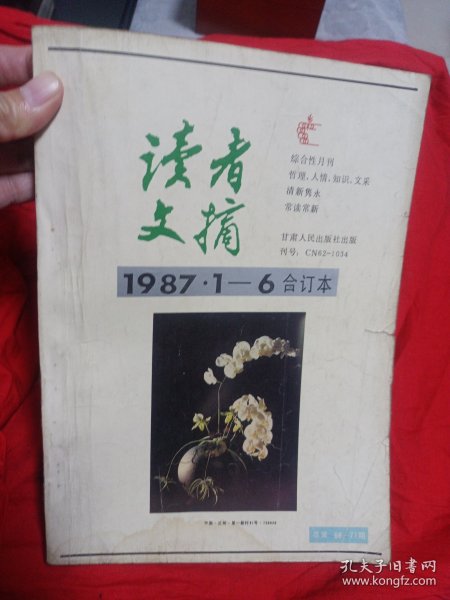 读者
文摘
综合性月刊
哲理、人情、知识、文采
清新隽永
常读常新
甘肃人民出版社出版
刊号：CN62-1034
1987·1—6合订本
孔夫子旧书网
www.kongfz.com